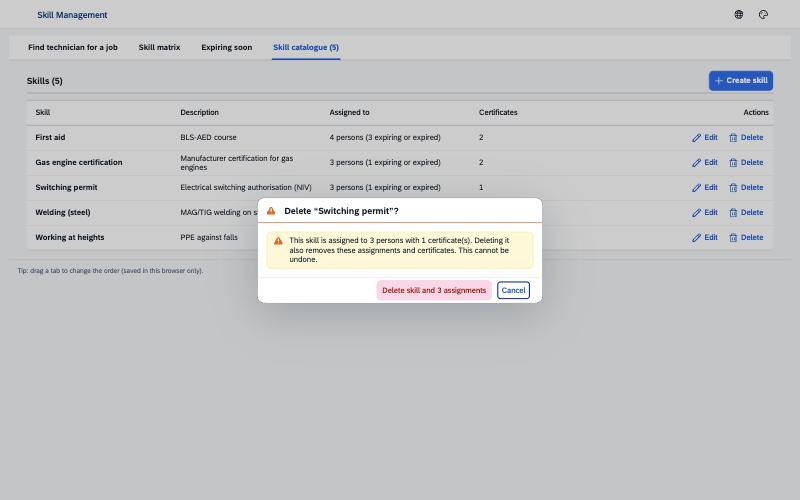 Skill Management
Find technician for a job
Skill matrix
Expiring soon
Skill catalogue (5)
Skills (5)
Create skill
Skill Description Assigned to Certificates Actions
First aid BLS-AED course 4 persons (3 expiring or expired) 2 Edit Delete
Gas engine certification Manufacturer certification for gas
engines 3 persons (1 expiring or expired) 2 Edit Delete
Switching permit Electrical switching authorisation (NIV) 3 persons (1 expiring or expired) 1 Edit Delete
Welding (steel) MAG/TIG welding on Edit Delete
Working at heights PPE against falls Edit Delete
Delete “Switching permit”?
This skill is assigned to 3 persons with 1 certificate(s). Deleting it
also removes these assignments and certificates. This cannot be
undone.
Delete skill and 3 assignments
Cancel
Tip: drag a tab to change the order (saved in this browser only).